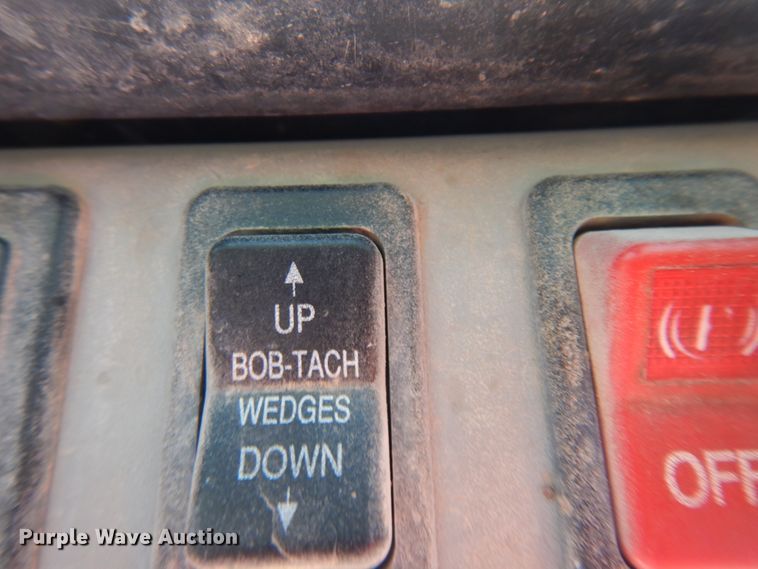 UP
BOB-TACH
WEDGES
DOWN
(P)
OFF
Purple Wave Auction